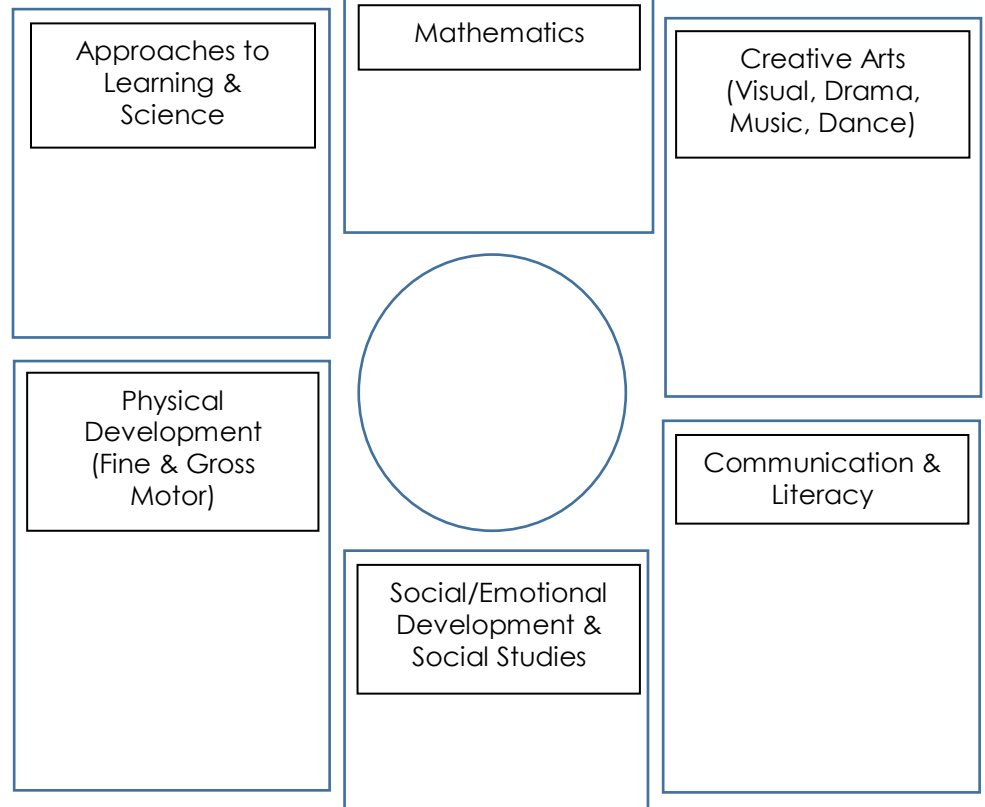 Approaches to
Learning &
Science
Mathematics
Creative Arts
(Visual, Drama,
Music, Dance)
Physical
Development
(Fine & Gross
Motor)
Communication &
Literacy
Social/Emotional
Development &
Social Studies